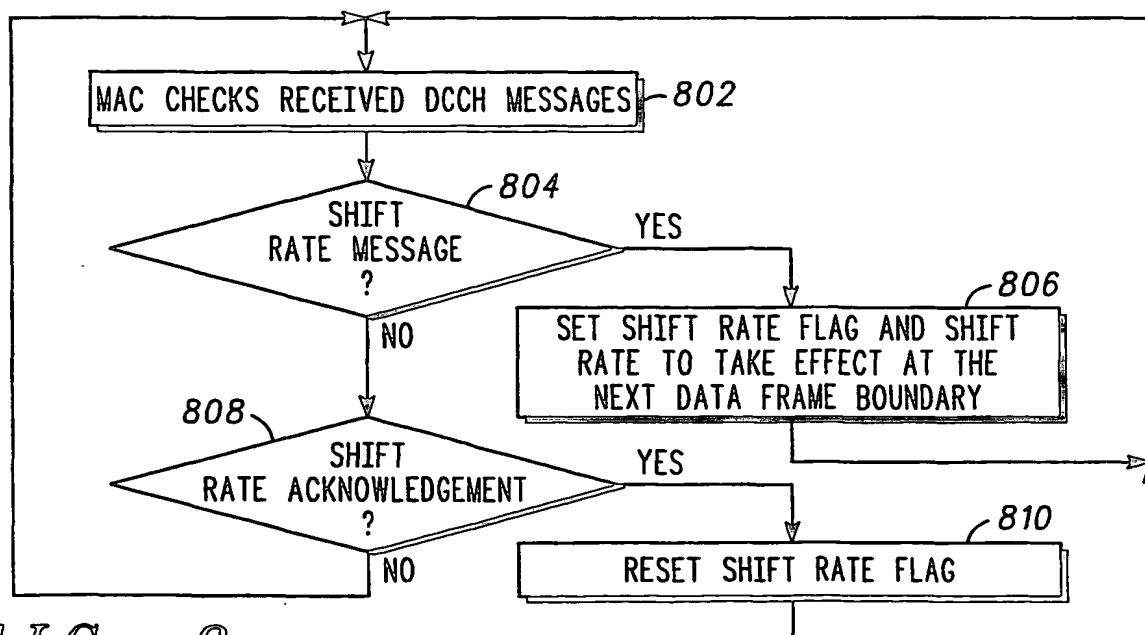 MAC CHECKS RECEIVED DCCH MESSAGES
802
804
SHIFT
RATE MESSAGE
?
YES
NO
806
SET SHIFT RATE FLAG AND SHIFT
RATE TO TAKE EFFECT AT THE
NEXT DATA FRAME BOUNDARY
808
SHIFT
RATE ACKNOWLEDGEMENT
?
YES
NO
810
RESET SHIFT RATE FLAG